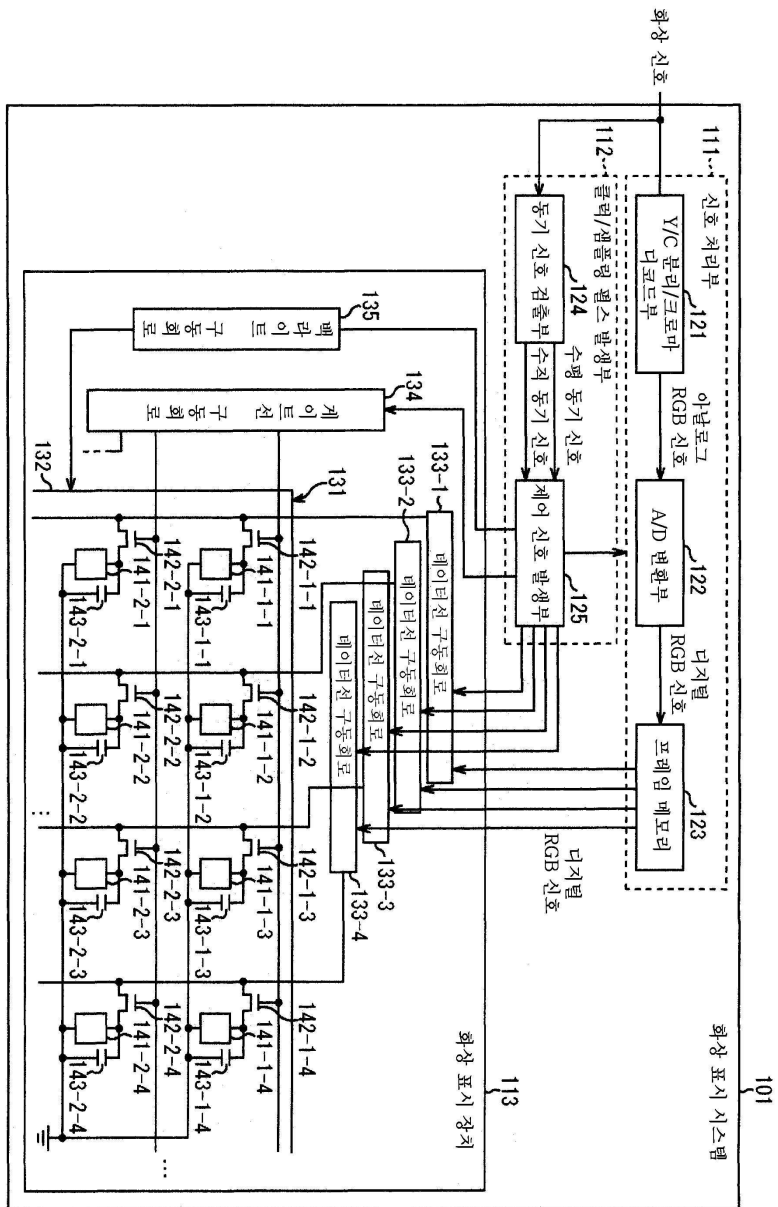 101
화상 표시 시스템
화상 신호
111
신호 처리부
Y/C 분리/크로마
디코드부
121
아날로그
RGB 신호
A/D 변환부
122
디지털
RGB 신호
프레임 메모리
123
112
클럭/샘플링 펄스 발생부
동기 신호 검출부
124
수평 동기 신호
수직 동기 신호
제어 신호 발생부
125
디지털
RGB 신호
113
화상 표시 장치
135
백라이트 구동회로
134
게이트선 구동회로
133-1
데이터선 구동회로
133-2
데이터선 구동회로
데이터선 구동회로
133-3
데이터선 구동회로
133-4
132
131
142-1-1
141-1-1
143-1-1
142-1-2
141-1-2
143-1-2
142-1-3
141-1-3
143-1-3
142-1-4
141-1-4
143-1-4
142-2-1
141-2-1
143-2-1
142-2-2
141-2-2
143-2-2
142-2-3
141-2-3
143-2-3
142-2-4
141-2-4
143-2-4